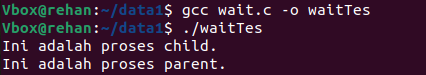 Vbox@rehan:~/data1$ gcc wait.c -o waitTes
Vbox@rehan:~/data1$ ./waitTes
Ini adalah proses child.
Ini adalah proses parent.